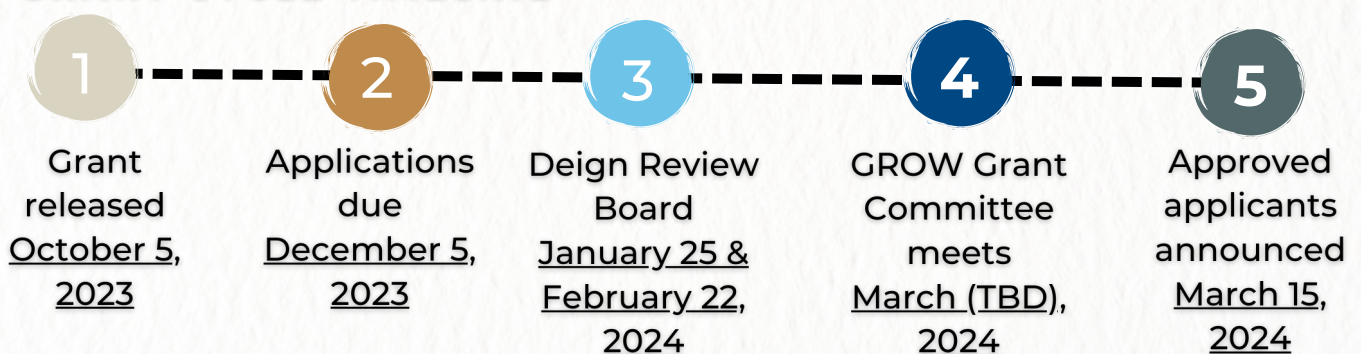 1
Grant
released
October 5,
2023
2
Applications
due
December 5,
2023
3
Deign Review
Board
January 25 &
February 22,
2024
4
GROW Grant
Committee
meets
March (TBD),
2024
5
Approved
applicants
announced
March 15,
2024